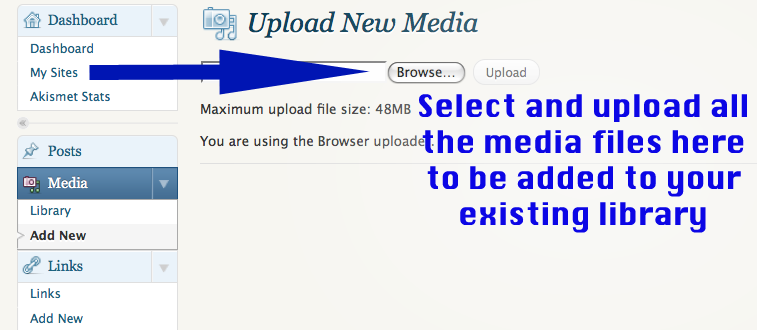 Dashboard
Dashboard
My Sites
Akismet Stats
Posts
Media
Library
Add New
Links
Links
Add New
Upload New Media
Browse...
Upload
Maximum upload file size: 48MB
You are using the Browser uploade
Select and upload all
the media files here
to be added to your
existing library